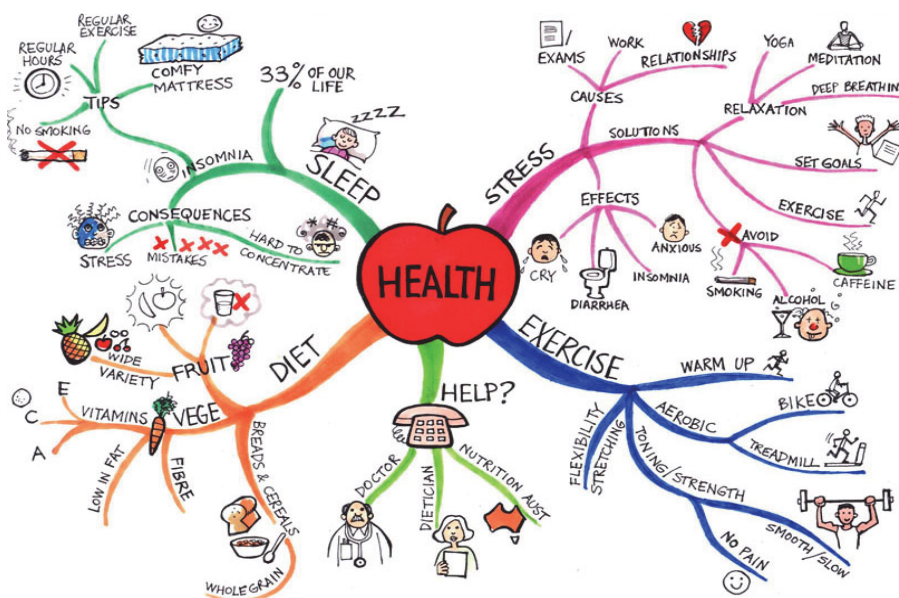 HEALTH
SLEEP
33% OF OUR
LIFE
ZZZZ
INSOMNIA
TIPS
REGULAR
HOURS
REGULAR
EXERCISE
COMFY
MATTRESS
NO SMOKING
CONSEQUENCES
STRESS
MISTAKES
HARD TO
CONCENTRATE
STRESS
CAUSES
EXAMS
WORK
RELATIONSHIPS
SOLUTIONS
RELAXATION
YOGA
MEDITATION
DEEP BREATHIN
SET GOALS
EXERCISE
AVOID
SMOKING
ALCOHOL
CAFFEINE
EFFECTS
CRY
DIARRHEA
INSOMNIA
ANXIOUS
EXERCISE
WARM UP
AEROBIC
BIKE
TREADMILL
TONING/STRENGTH
SMOOTH/SLOW
NO PAIN
FLEXIBILITY
STRETCHING
HELP?
DOCTOR
DIETICIAN
NUTRITION AUST
DIET
FRUIT
WIDE
VARIETY
VEGE
VITAMINS
E
C
A
LOW IN FAT
FIBRE
BREADS & CEREALS
WHOLEGRAIN